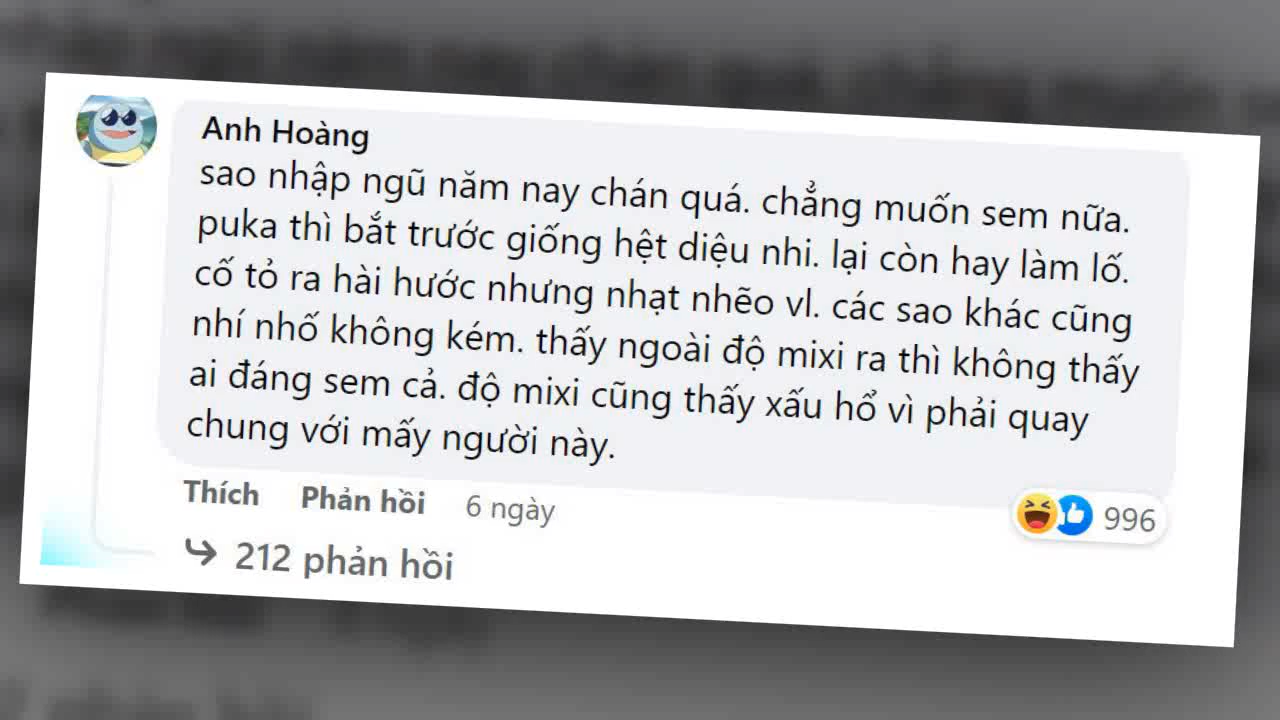 Anh Hoàng
sao nhập ngũ năm nay chán quá. chẳng muốn sem nữa.
puka thì bắt trước giống hệt diệu nhi. lại còn hay làm lố.
cố tỏ ra hài hước nhưng nhạt nhẽo vl. các sao khác cũng
nhí nhố không kém. thấy ngoài độ mixi ra thì không thấy
ai đáng sem cả. độ mixi cũng thấy xấu hổ vì phải quay
chung với mấy người này.
Thích Phản hồi 6 ngày 996
212 phản hồi